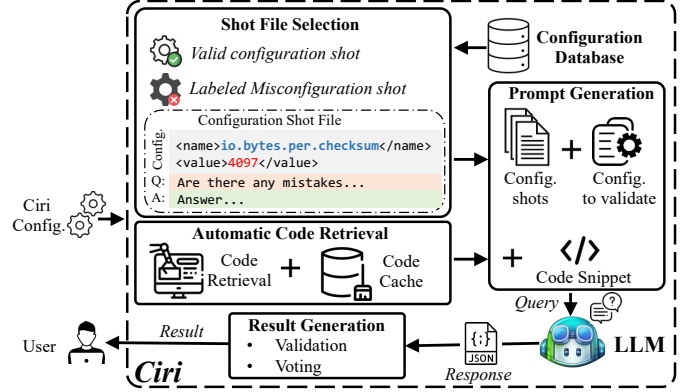 Shot File Selection
Valid configuration shot
Labeled Misconfiguration shot
Configuration Shot File
Config.
<name>io.bytes.per.checksum</name>
<value>4097</value>
Q: Are there any mistakes...
A: Answer...
Configuration
Database
Prompt Generation
Config.
shots
+
Config.
to validate
+
</>
Code Snippet
Ciri
Config.
Automatic Code Retrieval
Code
Retrieval
+
Code
Cache
Query
?
LLM
{;}
JSON
Response
Result Generation
• Validation
• Voting
Result
User
Ciri